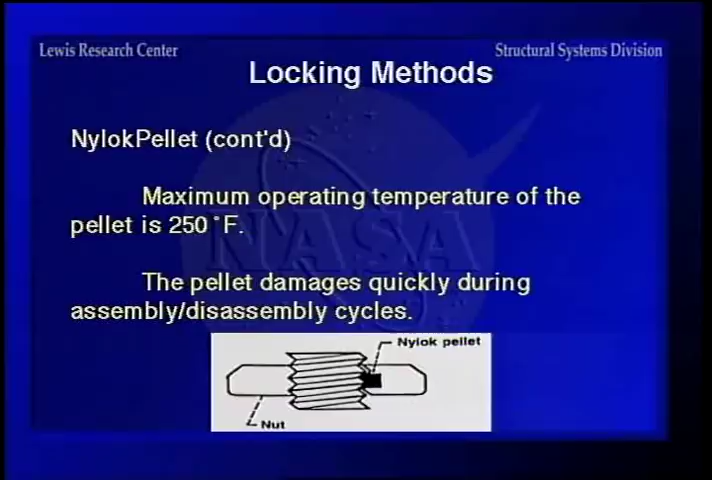 Lewis Research Center
Structural Systems Division
Locking Methods
NylokPellet (cont'd)
Maximum operating temperature of the
pellet is 250°F.
The pellet damages quickly during
assembly/disassembly cycles.
Nylok pellet
Nut
NASA